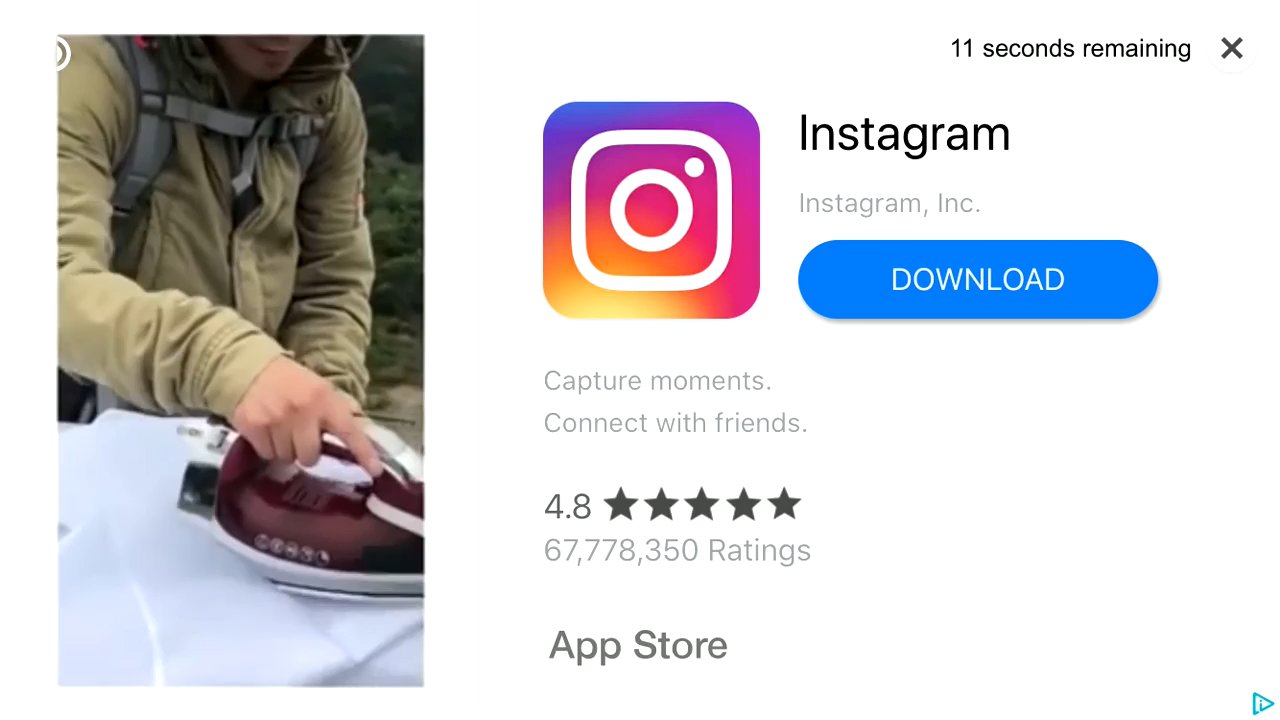 11 seconds remaining
Instagram
Instagram, Inc.
DOWNLOAD
Capture moments.
Connect with friends.
4.8
67,778,350 Ratings
App Store